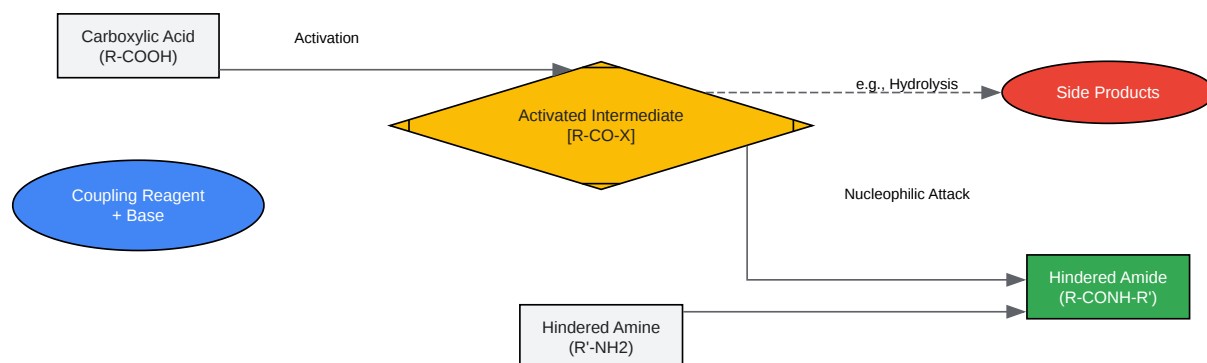 Carboxylic Acid
(R-COOH)
Activation
e.g., Hydrolysis
Side Products
Activated Intermediate
[R-CO-X]
Coupling Reagent
+ Base
Nucleophilic Attack
Hindered Amide
(R-CONH-R')
Hindered Amine
(R'-NH2)